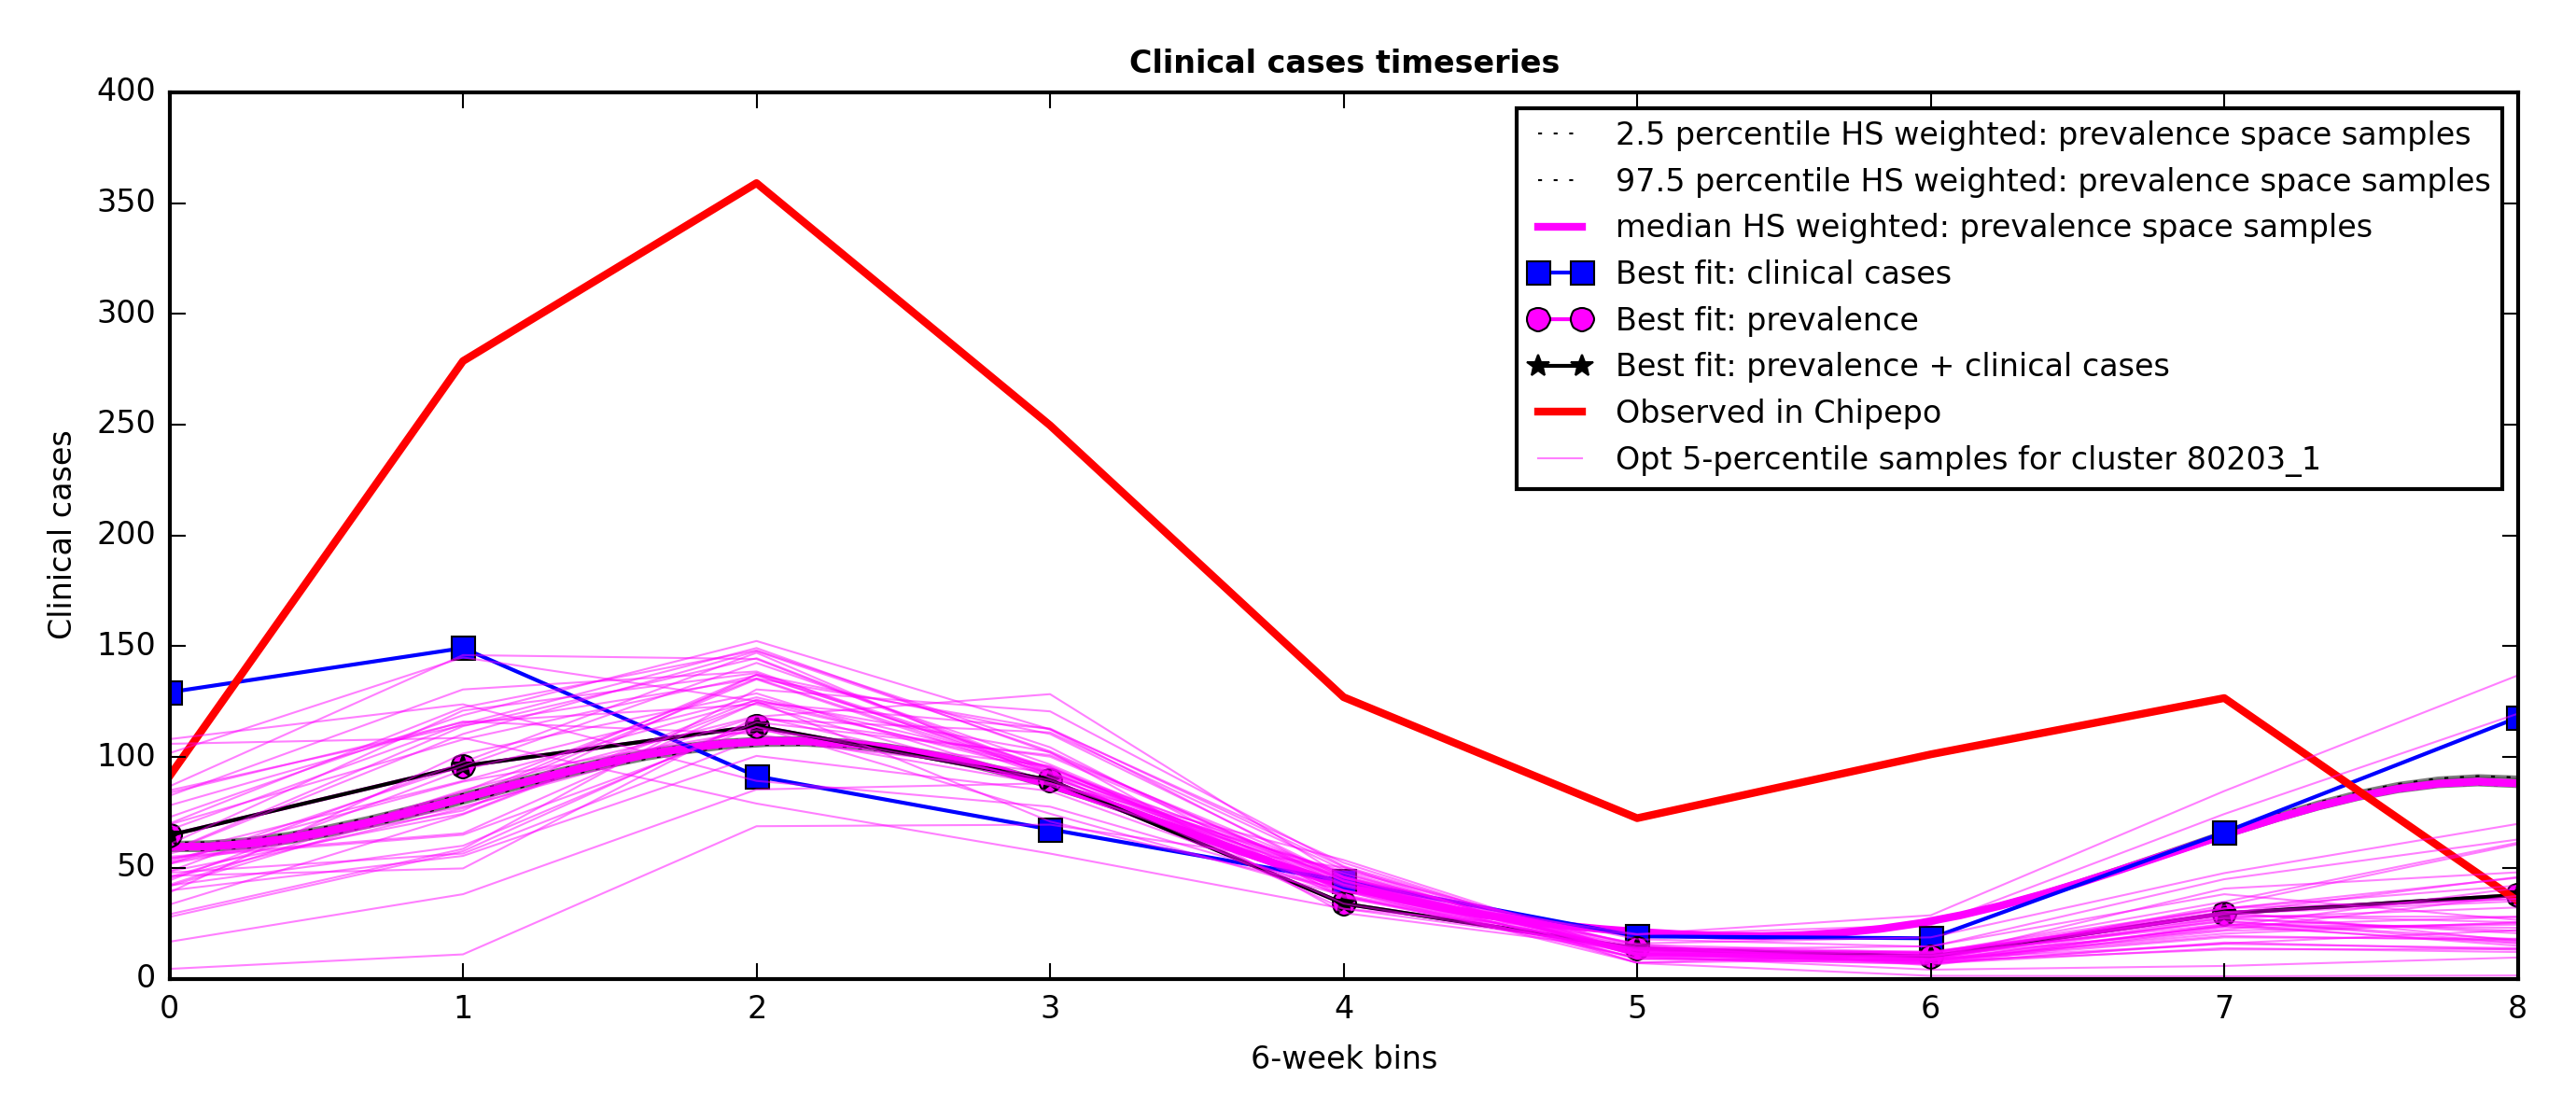 Clinical cases timeseries
400
350
300
250
200
150
100
50
0
Clinical cases
2.5 percentile HS weighted: prevalence space samples
97.5 percentile HS weighted: prevalence space samples
median HS weighted: prevalence space samples
Best fit: clinical cases
Best fit: prevalence
Best fit: prevalence + clinical cases
Observed in Chipepo
Opt 5-percentile samples for cluster 80203_1
0 1 2 3 4 5 6 7 8
6-week bins